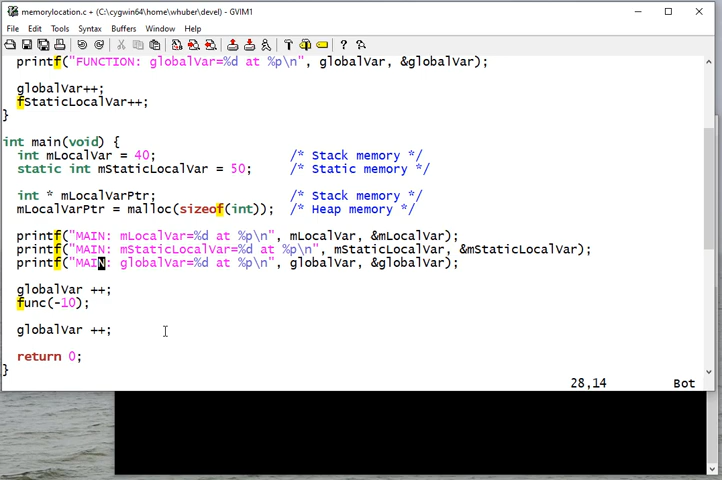 memorylocation.c + (C:\cygwin64\home\whuber\devel) - GVIM1
File Edit Tools Syntax Buffers Window Help
printf("FUNCTION: globalVar=%d at %p\n", globalVar, &globalVar);
globalVar++;
fStaticLocalVar++;
}
int main(void) {
int mLocalVar = 40; /* Stack memory */
static int mStaticLocalVar = 50; /* Static memory */
int * mLocalVarPtr; /* Stack memory */
mLocalVarPtr = malloc(sizeof(int)); /* Heap memory */
printf("MAIN: mLocalVar=%d at %p\n", mLocalVar, &mLocalVar);
printf("MAIN: mStaticLocalVar=%d at %p\n", mStaticLocalVar, &mStaticLocalVar);
printf("MAIN: globalVar=%d at %p\n", globalVar, &globalVar);
globalVar ++;
func(-10);
globalVar ++;
return 0;
}
28,14 Bot